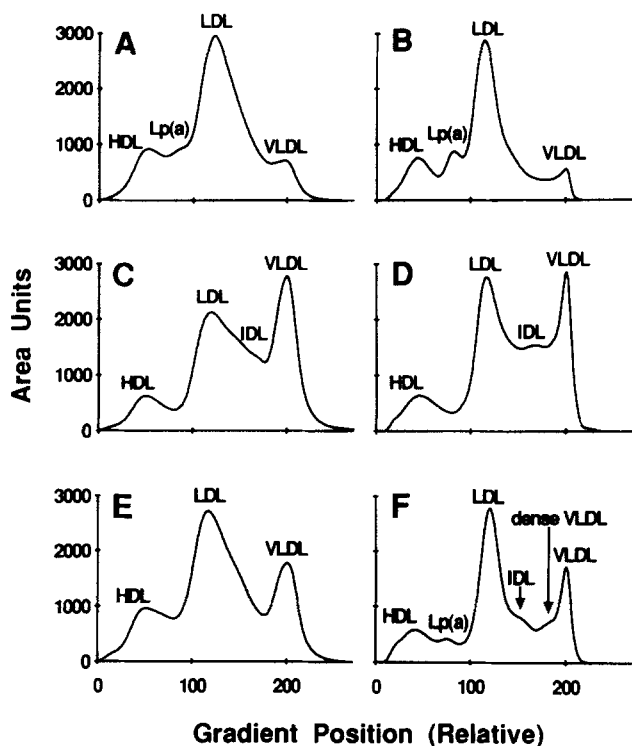 A
B
LDL
LDL
3000
2000
1000
0
HDL
Lp(a)
VLDL
HDL
Lp(a)
VLDL
C
D
VLDL
VLDL
LDL
IDL
HDL
LDL
IDL
HDL
3000
2000
1000
0
Area Units
E
F
LDL
LDL
dense VLDL
VLDL
VLDL
IDL
HDL
HDL
Lp(a)
3000
2000
1000
0
0 100 200
0 100 200
Gradient Position (Relative)